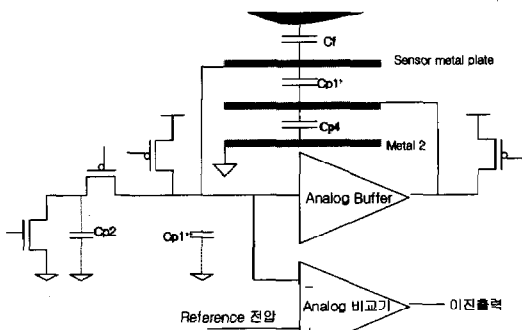 Cf
Sensor metal plate
Cp1'
Cp4
Metal 2
Analog Buffer
Cp2
Cp1''
Analog 비교기
이진출력
Reference 전압